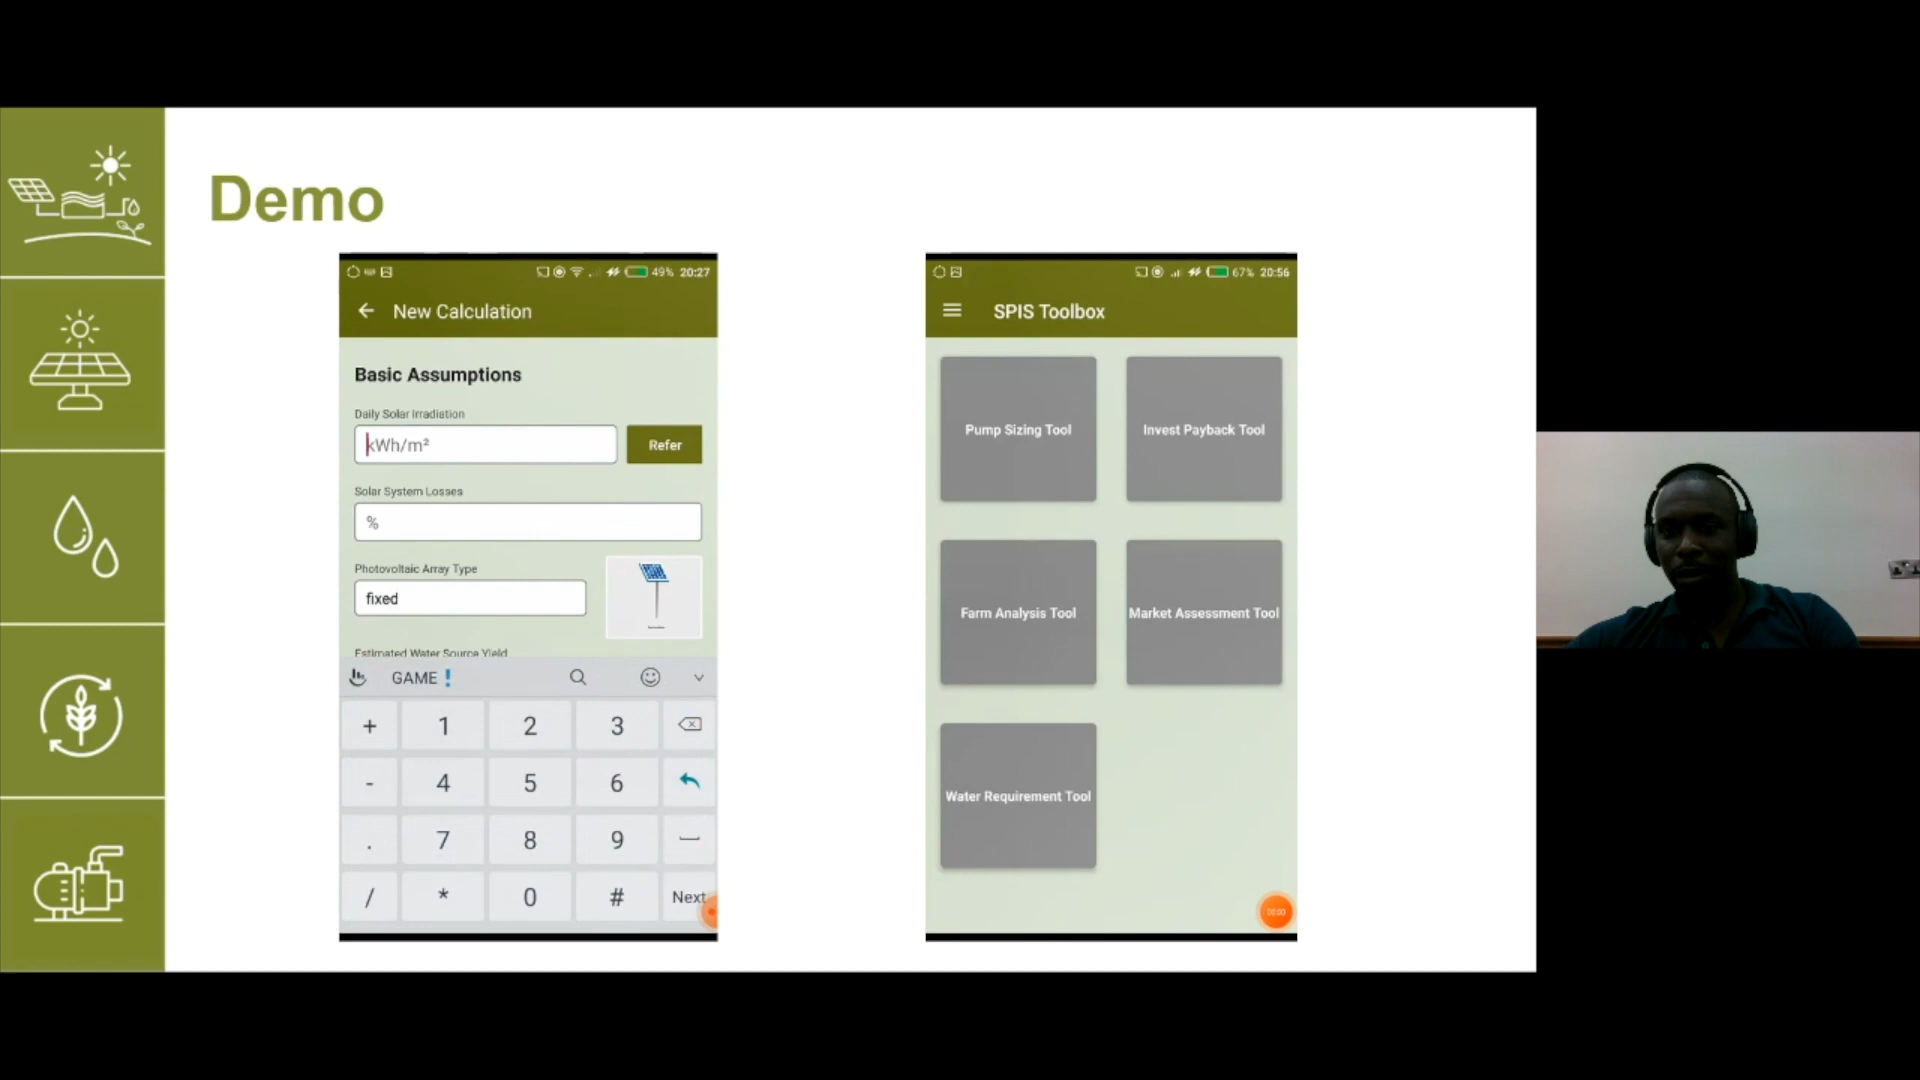 Demo
49% 20:27
New Calculation
Basic Assumptions
Daily Solar Irradiation
kWh/m²
Refer
Solar System Losses
%
Photovoltaic Array Type
fixed
Estimated Water Source Yield
GAME!
+ 1 2 3
- 4 5 6
. 7 8 9
/ * 0 # Next
67% 20:56
SPIS Toolbox
Pump Sizing Tool
Invest Payback Tool
Farm Analysis Tool
Market Assessment Tool
Water Requirement Tool
00:00